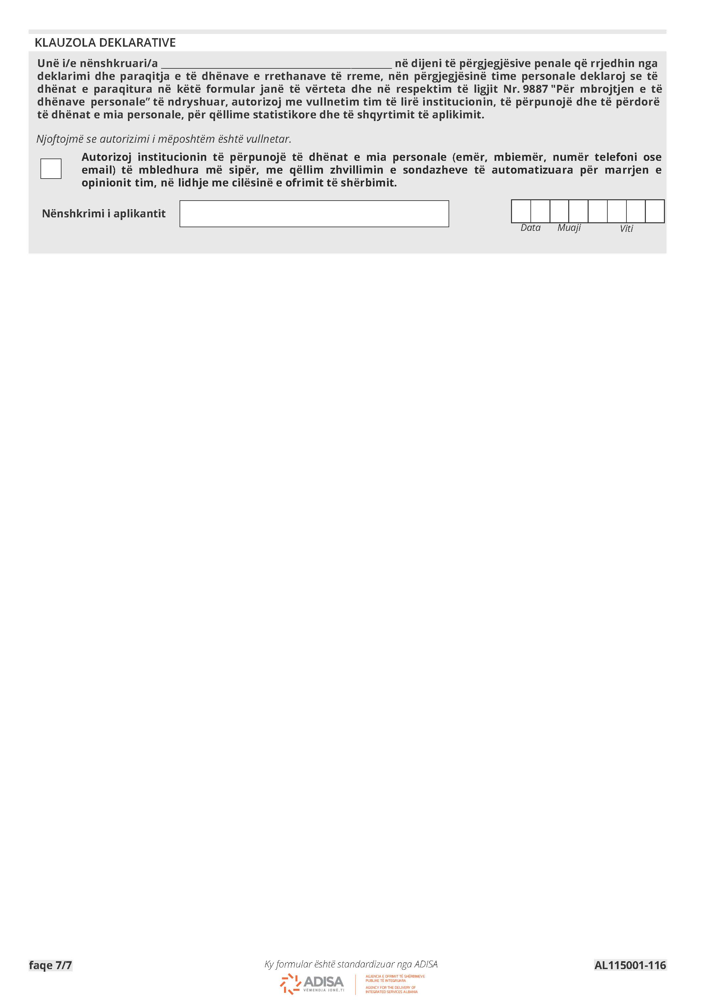 KLAUZOLA DEKLARATIVE
Unë i/e nënshkruari/a ________________________________________ në dijeni të përgjegjësive penale që rrjedhin nga
deklarimi dhe paraqitja e të dhënave e rrethanave të rreme, nën përgjegjësinë time personale deklaroj se të
dhënat e paraqitura në këtë formular janë të vërteta dhe në respektim të ligjit Nr. 9887 "Për mbrojtjen e të
dhënave personale” të ndryshuar, autorizoj me vullnetim tim të lirë institucionin, të përpunojë dhe të përdorë
të dhënat e mia personale, për qëllime statistikore dhe të shqyrtimit të aplikimit.
Njoftojmë se autorizimi i mëposhtëm është vullnetar.
Autorizoj institucionin të përpunojë të dhënat e mia personale (emër, mbiemër, numër telefoni ose
email) të mbledhura më sipër, me qëllim zhvillimin e sondazheve të automatizuara për marrjen e
opinionit tim, në lidhje me cilësinë e ofrimit të shërbimit.
Nënshkrimi i aplikantit
Data Muaji Viti
faqe 7/7
Ky formular është standardizuar nga ADISA
AL115001-116
ADISA
VEMENDJA JONË, TI
AGJENCIA E OFRIMIT TË SHËRBIMEVE
PUBLIKE TË INTEGRUARA
AGENCY FOR THE DELIVERY OF
INTEGRATED SERVICES ALBANIA